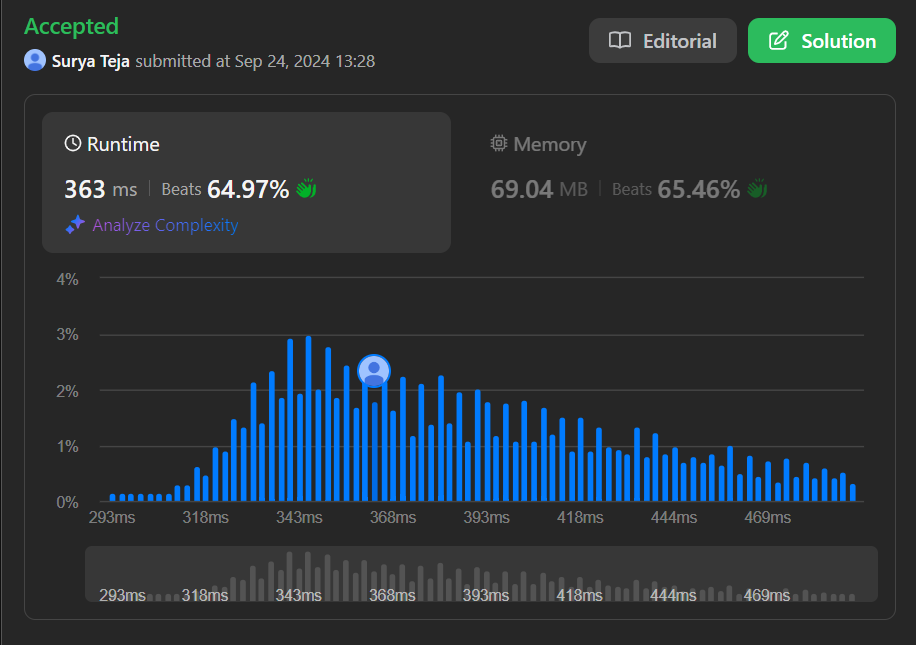 Accepted
Editorial
Solution
Surya Teja submitted at Sep 24, 2024 13:28
Runtime
Memory
363 ms | Beats 64.97%
69.04 MB | Beats 65.46%
Analyze Complexity
4%
3%
2%
1%
0%
293ms 318ms 343ms 368ms 393ms 418ms 444ms 469ms
293ms 318ms 343ms 368ms 393ms 418ms 444ms 469ms